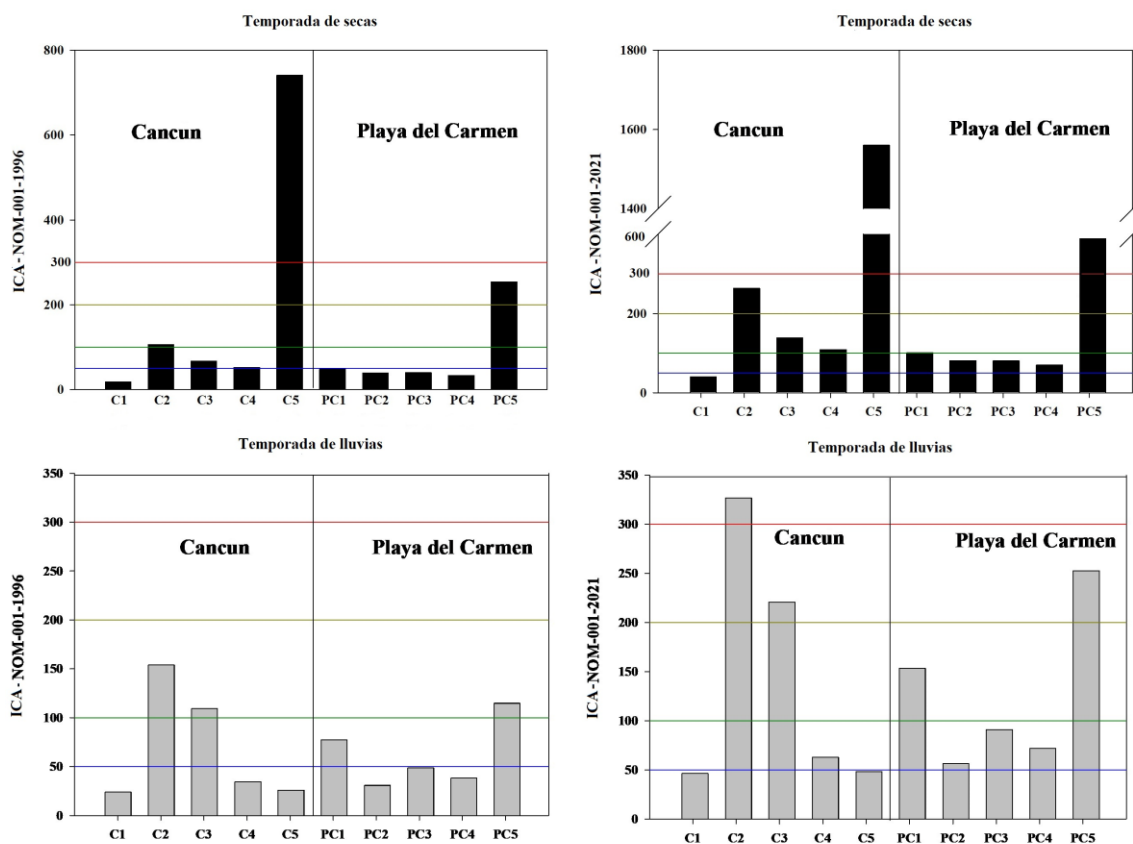 Temporada de secas
800
600
400
300
200
100
0
ICA - NOM-001-1996
Cancun
Playa del Carmen
C1 C2 C3 C4 C5 PC1 PC2 PC3 PC4 PC5
Temporada de secas
1800
1600
1400
600
300
200
100
0
ICA - NOM-001-2021
Cancun
Playa del Carmen
C1 C2 C3 C4 C5 PC1 PC2 PC3 PC4 PC5
Temporada de lluvias
350
300
250
200
150
100
50
0
ICA - NOM-001-1996
Cancun
Playa del Carmen
C1 C2 C3 C4 C5 PC1 PC2 PC3 PC4 PC5
Temporada de lluvias
350
300
250
200
150
100
50
0
ICA - NOM-001-2021
Cancun
Playa del Carmen
C1 C2 C3 C4 C5 PC1 PC2 PC3 PC4 PC5